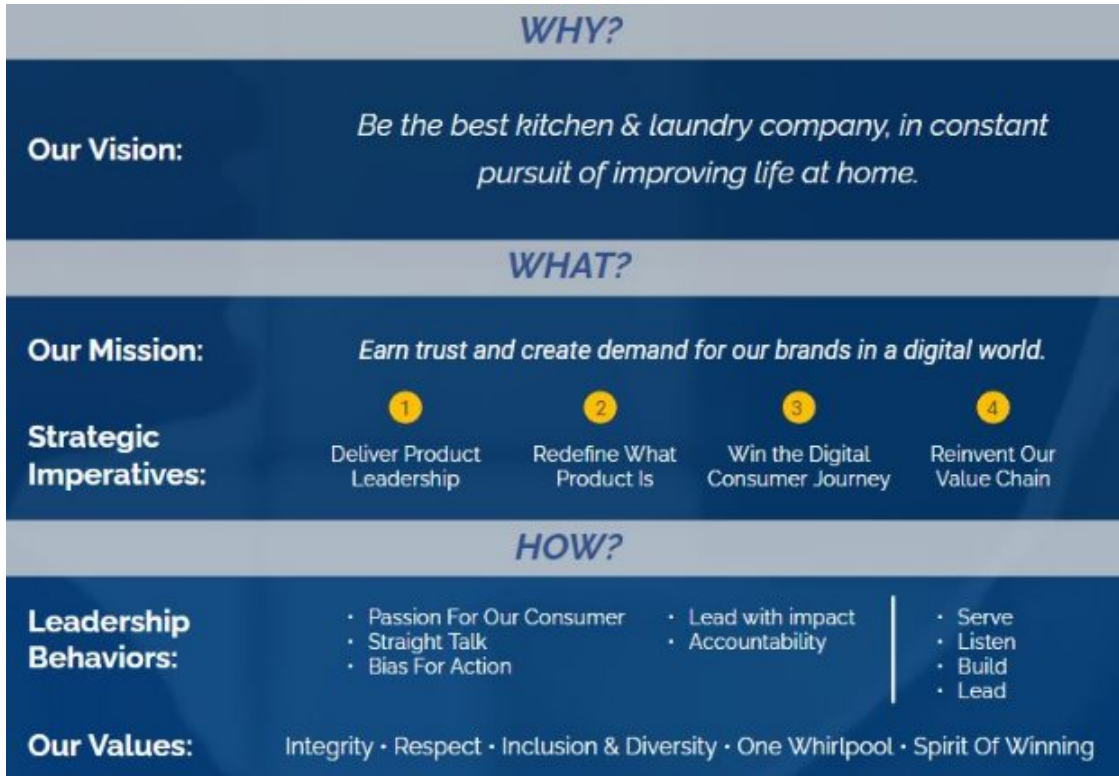 WHY?
Our Vision:
Be the best kitchen & laundry company, in constant
pursuit of improving life at home.
WHAT?
Our Mission:
Earn trust and create demand for our brands in a digital world.
Strategic
Imperatives:
1
Deliver Product
Leadership
2
Redefine What
Product Is
3
Win the Digital
Consumer Journey
4
Reinvent Our
Value Chain
HOW?
Leadership
Behaviors:
· Passion For Our Consumer
· Straight Talk
· Bias For Action
· Lead with impact
· Accountability
· Serve
· Listen
· Build
· Lead
Our Values:
Integrity · Respect · Inclusion & Diversity · One Whirlpool · Spirit Of Winning